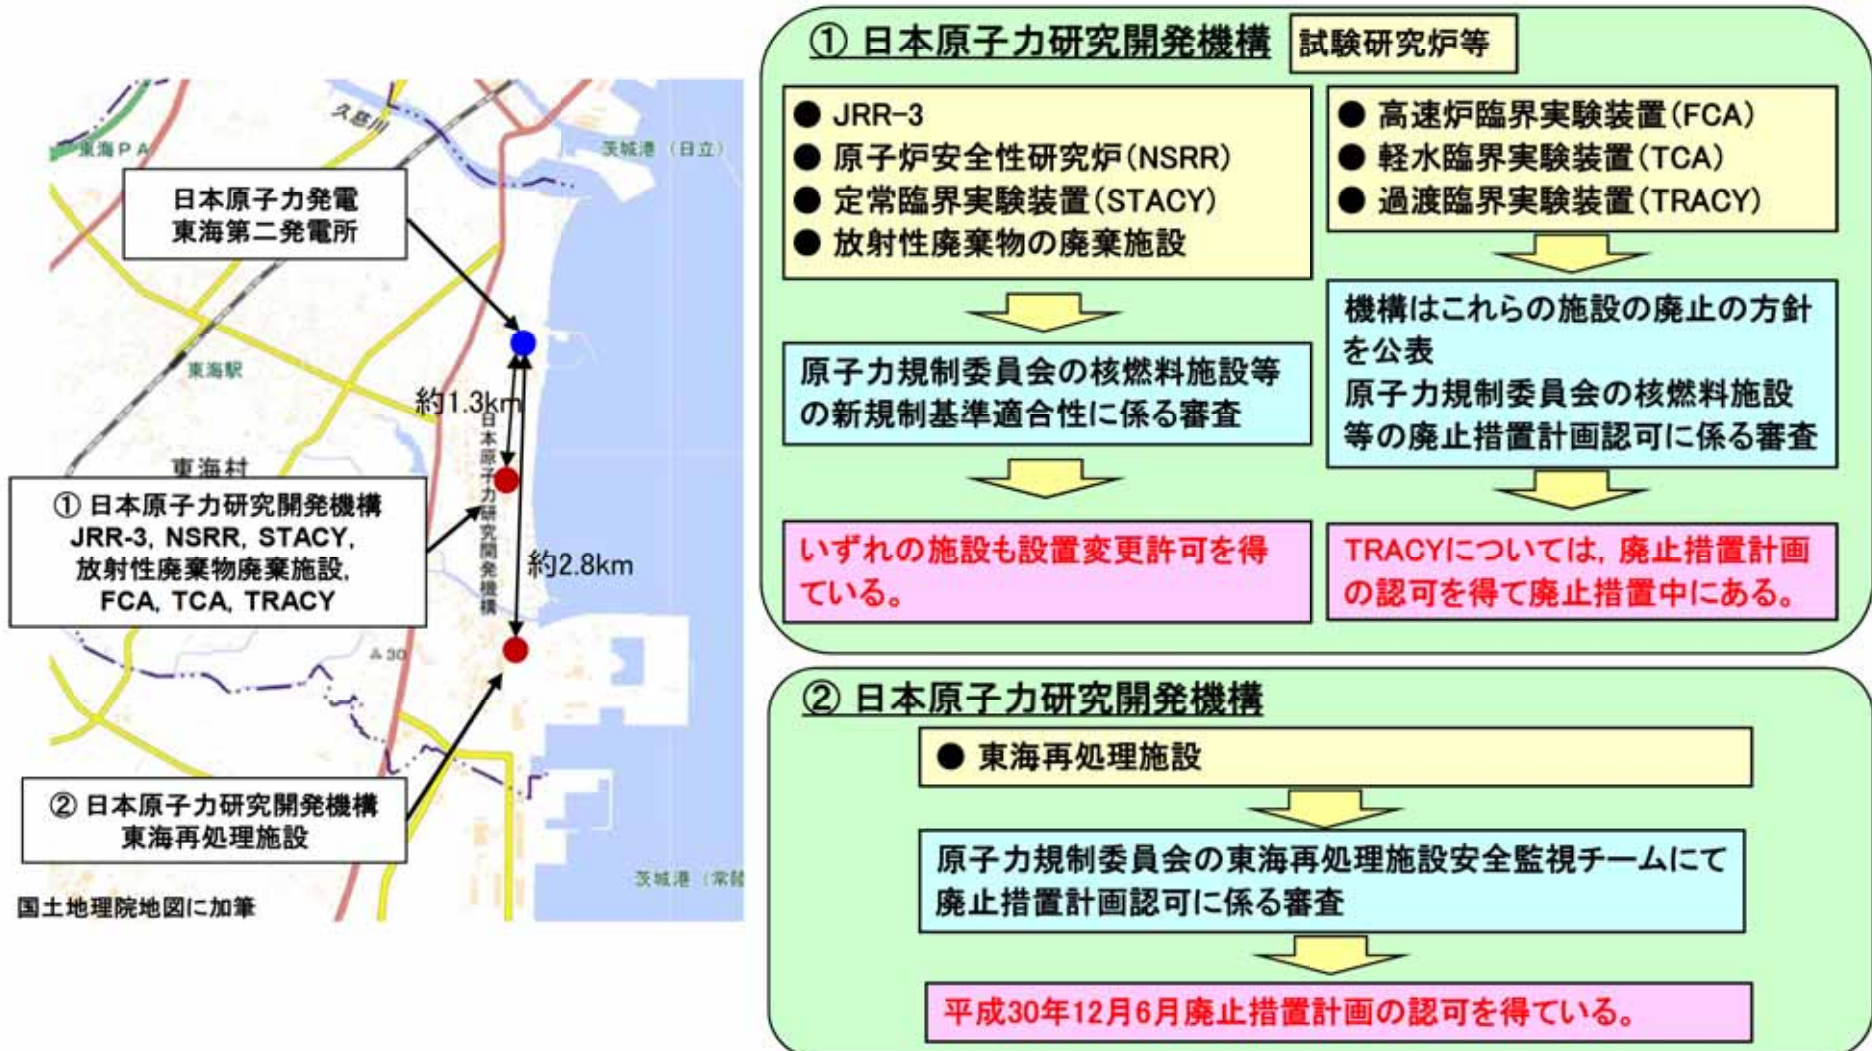 久慈川
東海PA
茨城港(日立)
日本原子力発電
東海第二発電所
東海駅
約1.3km
日本原子力研究開発機構
東海村
① 日本原子力研究開発機構
JRR-3, NSRR, STACY,
放射性廃棄物廃棄施設,
FCA, TCA, TRACY
約2.8km
30
② 日本原子力研究開発機構
東海再処理施設
茨城港(常陸
国土地理院地図に加筆
① 日本原子力研究開発機構
試験研究炉等
● JRR-3
● 原子炉安全性研究炉(NSRR)
● 定常臨界実験装置(STACY)
● 放射性廃棄物の廃棄施設
原子力規制委員会の核燃料施設等
の新規制基準適合性に係る審査
いずれの施設も設置変更許可を得
ている。
● 高速炉臨界実験装置(FCA)
● 軽水臨界実験装置(TCA)
● 過渡臨界実験装置(TRACY)
機構はこれらの施設の廃止の方針
を公表
原子力規制委員会の核燃料施設
等の廃止措置計画認可に係る審査
TRACYについては,廃止措置計画
の認可を得て廃止措置中にある。
② 日本原子力研究開発機構
● 東海再処理施設
原子力規制委員会の東海再処理施設安全監視チームにて
廃止措置計画認可に係る審査
平成30年12月6月廃止措置計画の認可を得ている。